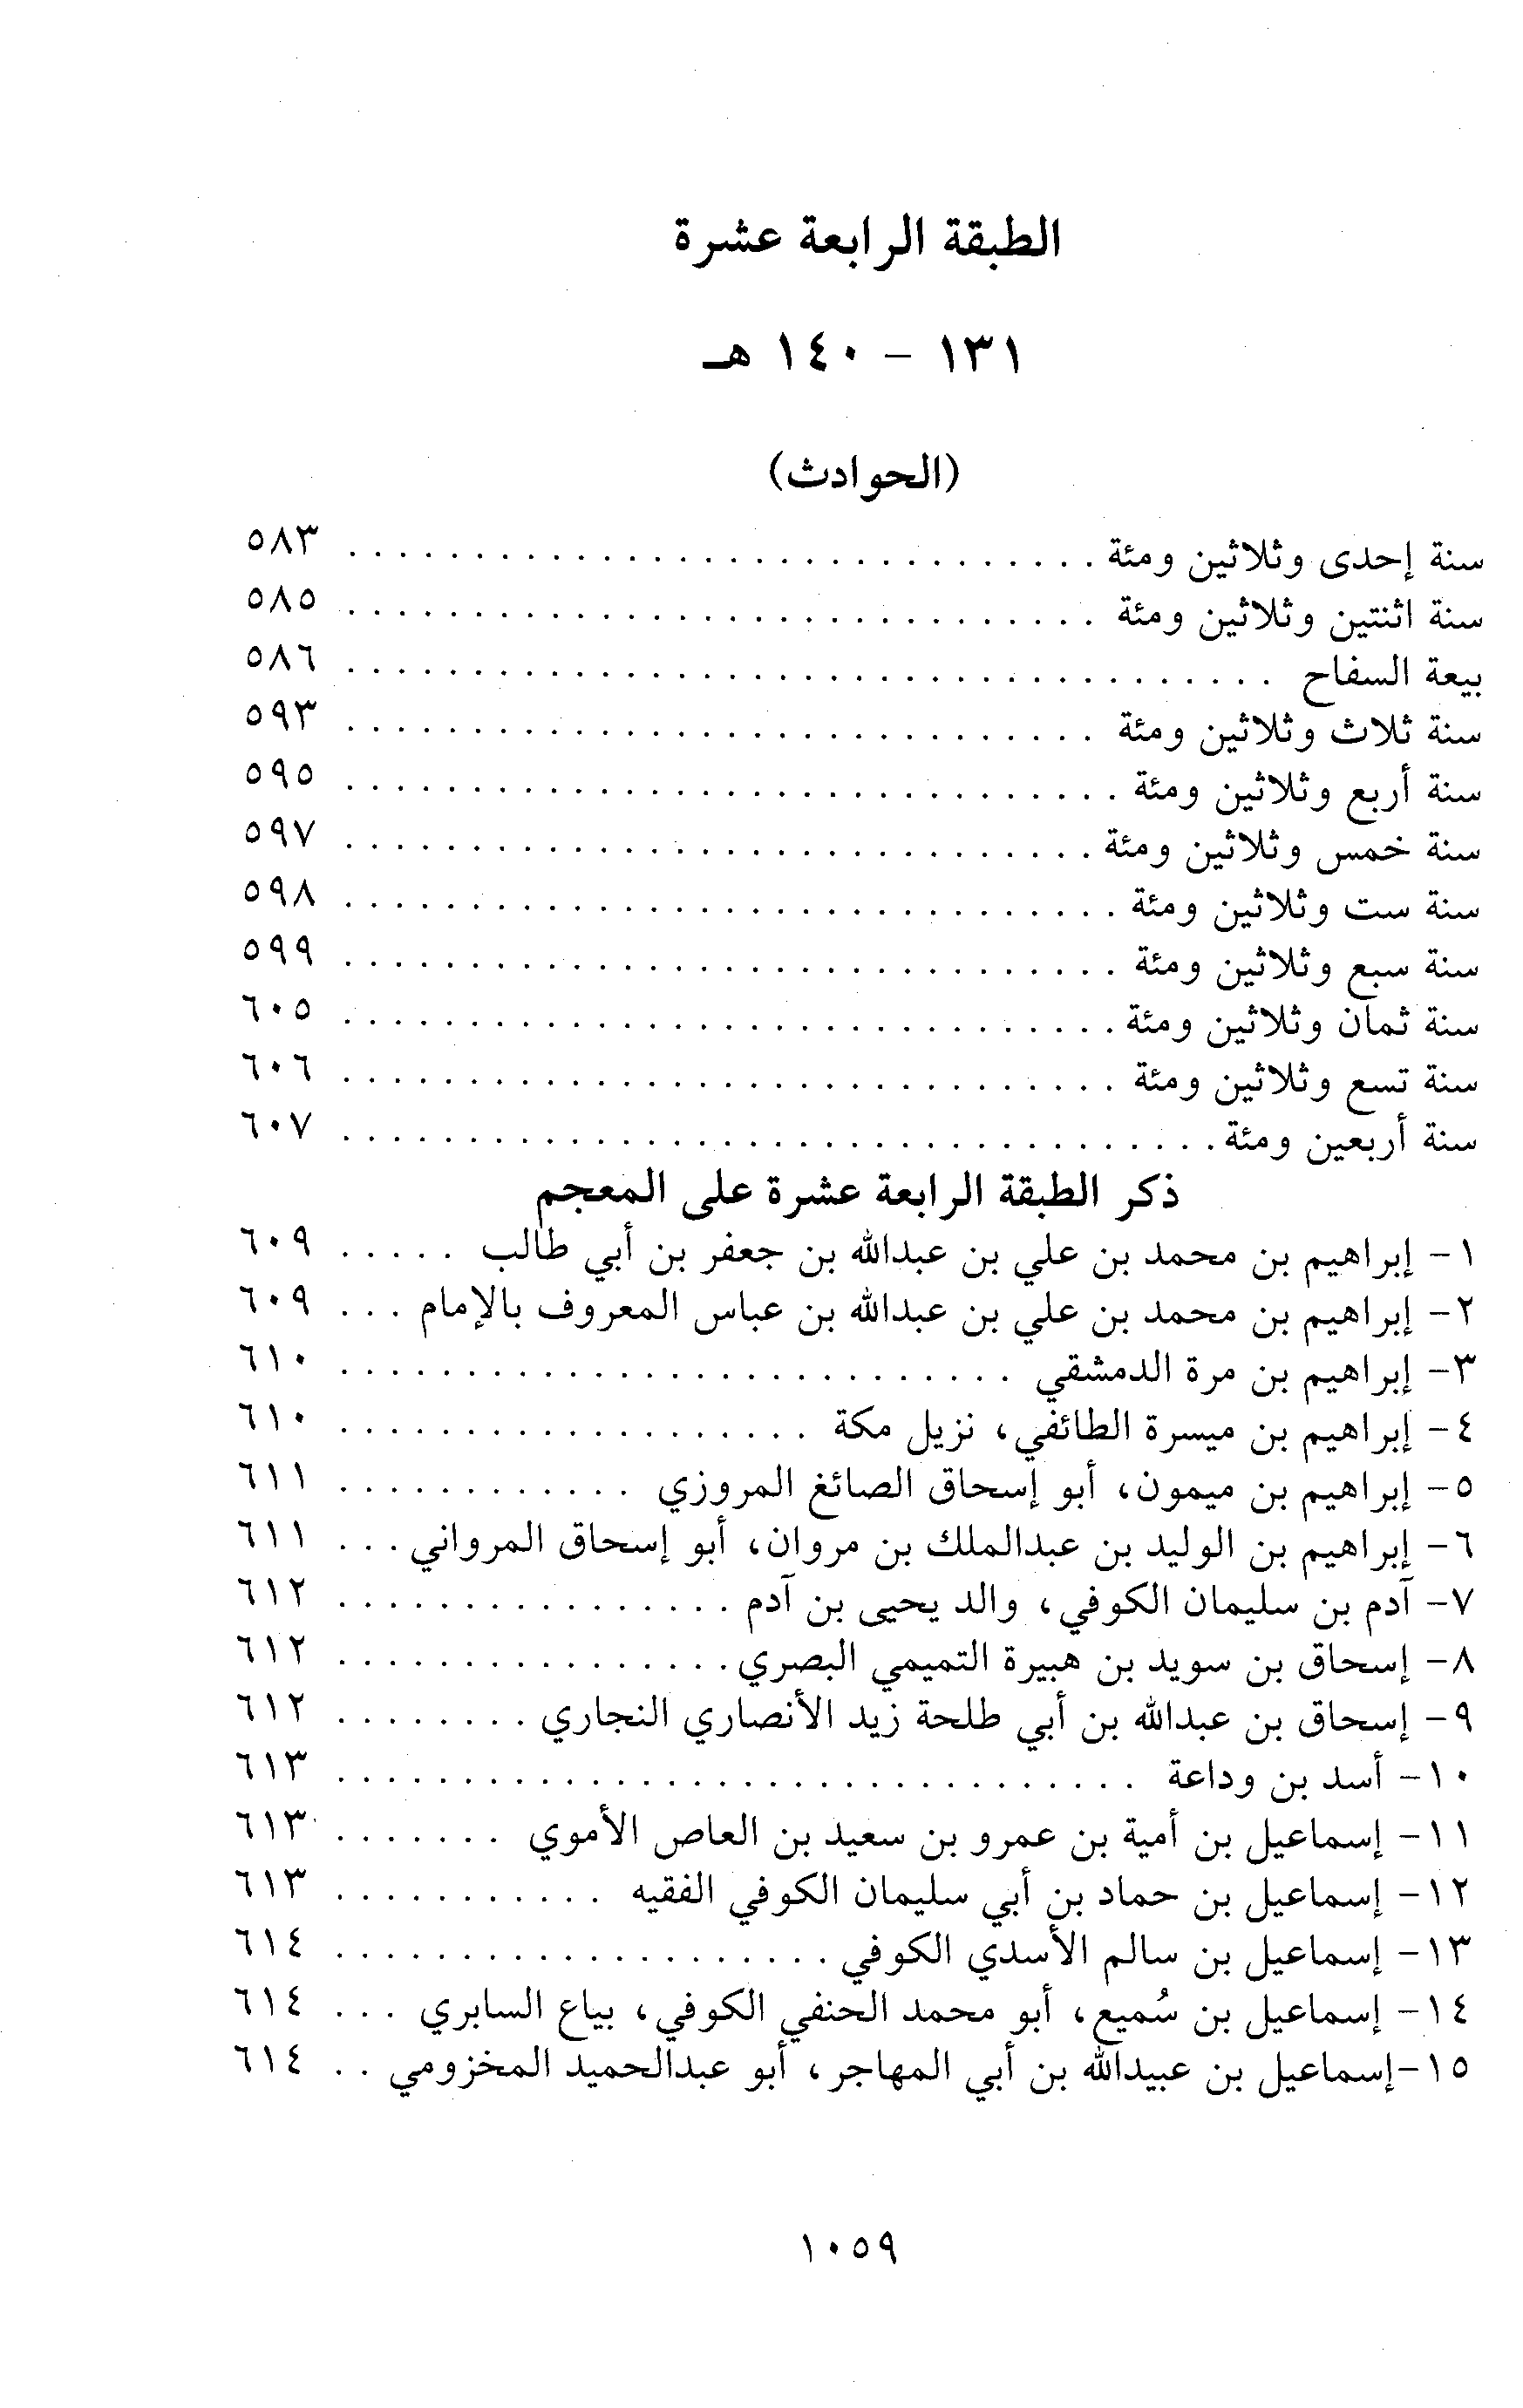 الطبقة الرابعة عشرة
١٣١ - ١٤٠ هـ
(الحوادث)
سنة إحدى وثلاثين ومئة . . . . . . . . . . . . . . . . . . . . . . . . . . . . . . ٥٨٣
سنة اثنتين وثلاثين ومئة . . . . . . . . . . . . . . . . . . . . . . . . . . . . . . ٥٨٥
بيعة السفاح . . . . . . . . . . . . . . . . . . . . . . . . . . . . . . . . . . . . . ٥٨٦
سنة ثلاث وثلاثين ومئة . . . . . . . . . . . . . . . . . . . . . . . . . . . . . . ٥٩٣
سنة أربع وثلاثين ومئة . . . . . . . . . . . . . . . . . . . . . . . . . . . . . . . ٥٩٥
سنة خمس وثلاثين ومئة . . . . . . . . . . . . . . . . . . . . . . . . . . . . . . ٥٩٧
سنة ست وثلاثين ومئة . . . . . . . . . . . . . . . . . . . . . . . . . . . . . . . ٥٩٨
سنة سبع وثلاثين ومئة . . . . . . . . . . . . . . . . . . . . . . . . . . . . . . . ٥٩٩
سنة ثمان وثلاثين ومئة . . . . . . . . . . . . . . . . . . . . . . . . . . . . . . . ٦٠٥
سنة تسع وثلاثين ومئة . . . . . . . . . . . . . . . . . . . . . . . . . . . . . . . ٦٠٦
سنة أربعين ومئة . . . . . . . . . . . . . . . . . . . . . . . . . . . . . . . . . . . ٦٠٧
ذكر الطبقة الرابعة عشرة على المعجم
١- إبراهيم بن محمد بن علي بن عبدالله بن جعفر بن أبي طالب . . . . . ٦٠٩
٢- إبراهيم بن محمد بن علي بن عبدالله بن عباس المعروف بالإمام . . . ٦٠٩
٣- إبراهيم بن مرة الدمشقي . . . . . . . . . . . . . . . . . . . . . . . . . . . ٦١٠
٤- إبراهيم بن ميسرة الطائفي، نزيل مكة . . . . . . . . . . . . . . . . . . . ٦١٠
٥- إبراهيم بن ميمون، أبو إسحاق الصائغ المروزي . . . . . . . . . . . . ٦١١
٦- إبراهيم بن الوليد بن عبدالملك بن مروان، أبو إسحاق المرواني . . . ٦١١
٧- آدم بن سليمان الكوفي، والد يحيى بن آدم . . . . . . . . . . . . . . . . ٦١٢
٨- إسحاق بن سويد بن هبيرة التميمي البصري . . . . . . . . . . . . . . . . ٦١٢
٩- إسحاق بن عبدالله بن أبي طلحة زيد الأنصاري النجاري . . . . . . . . ٦١٢
١٠- أسد بن وداعة . . . . . . . . . . . . . . . . . . . . . . . . . . . . . . . . ٦١٣
١١- إسماعيل بن أمية بن عمرو بن سعيد بن العاص الأموي . . . . . . . ٦١٣
١٢- إسماعيل بن حماد بن أبي سليمان الكوفي الفقيه . . . . . . . . . . . ٦١٣
١٣- إسماعيل بن سالم الأسدي الكوفي . . . . . . . . . . . . . . . . . . . . ٦١٤
١٤- إسماعيل بن سُميع، أبو محمد الحنفي الكوفي، بياع السابري . . . ٦١٤
١٥-إسماعيل بن عبيدالله بن أبي المهاجر، أبو عبدالحميد المخزومي . . ٦١٤
١٠٥٩